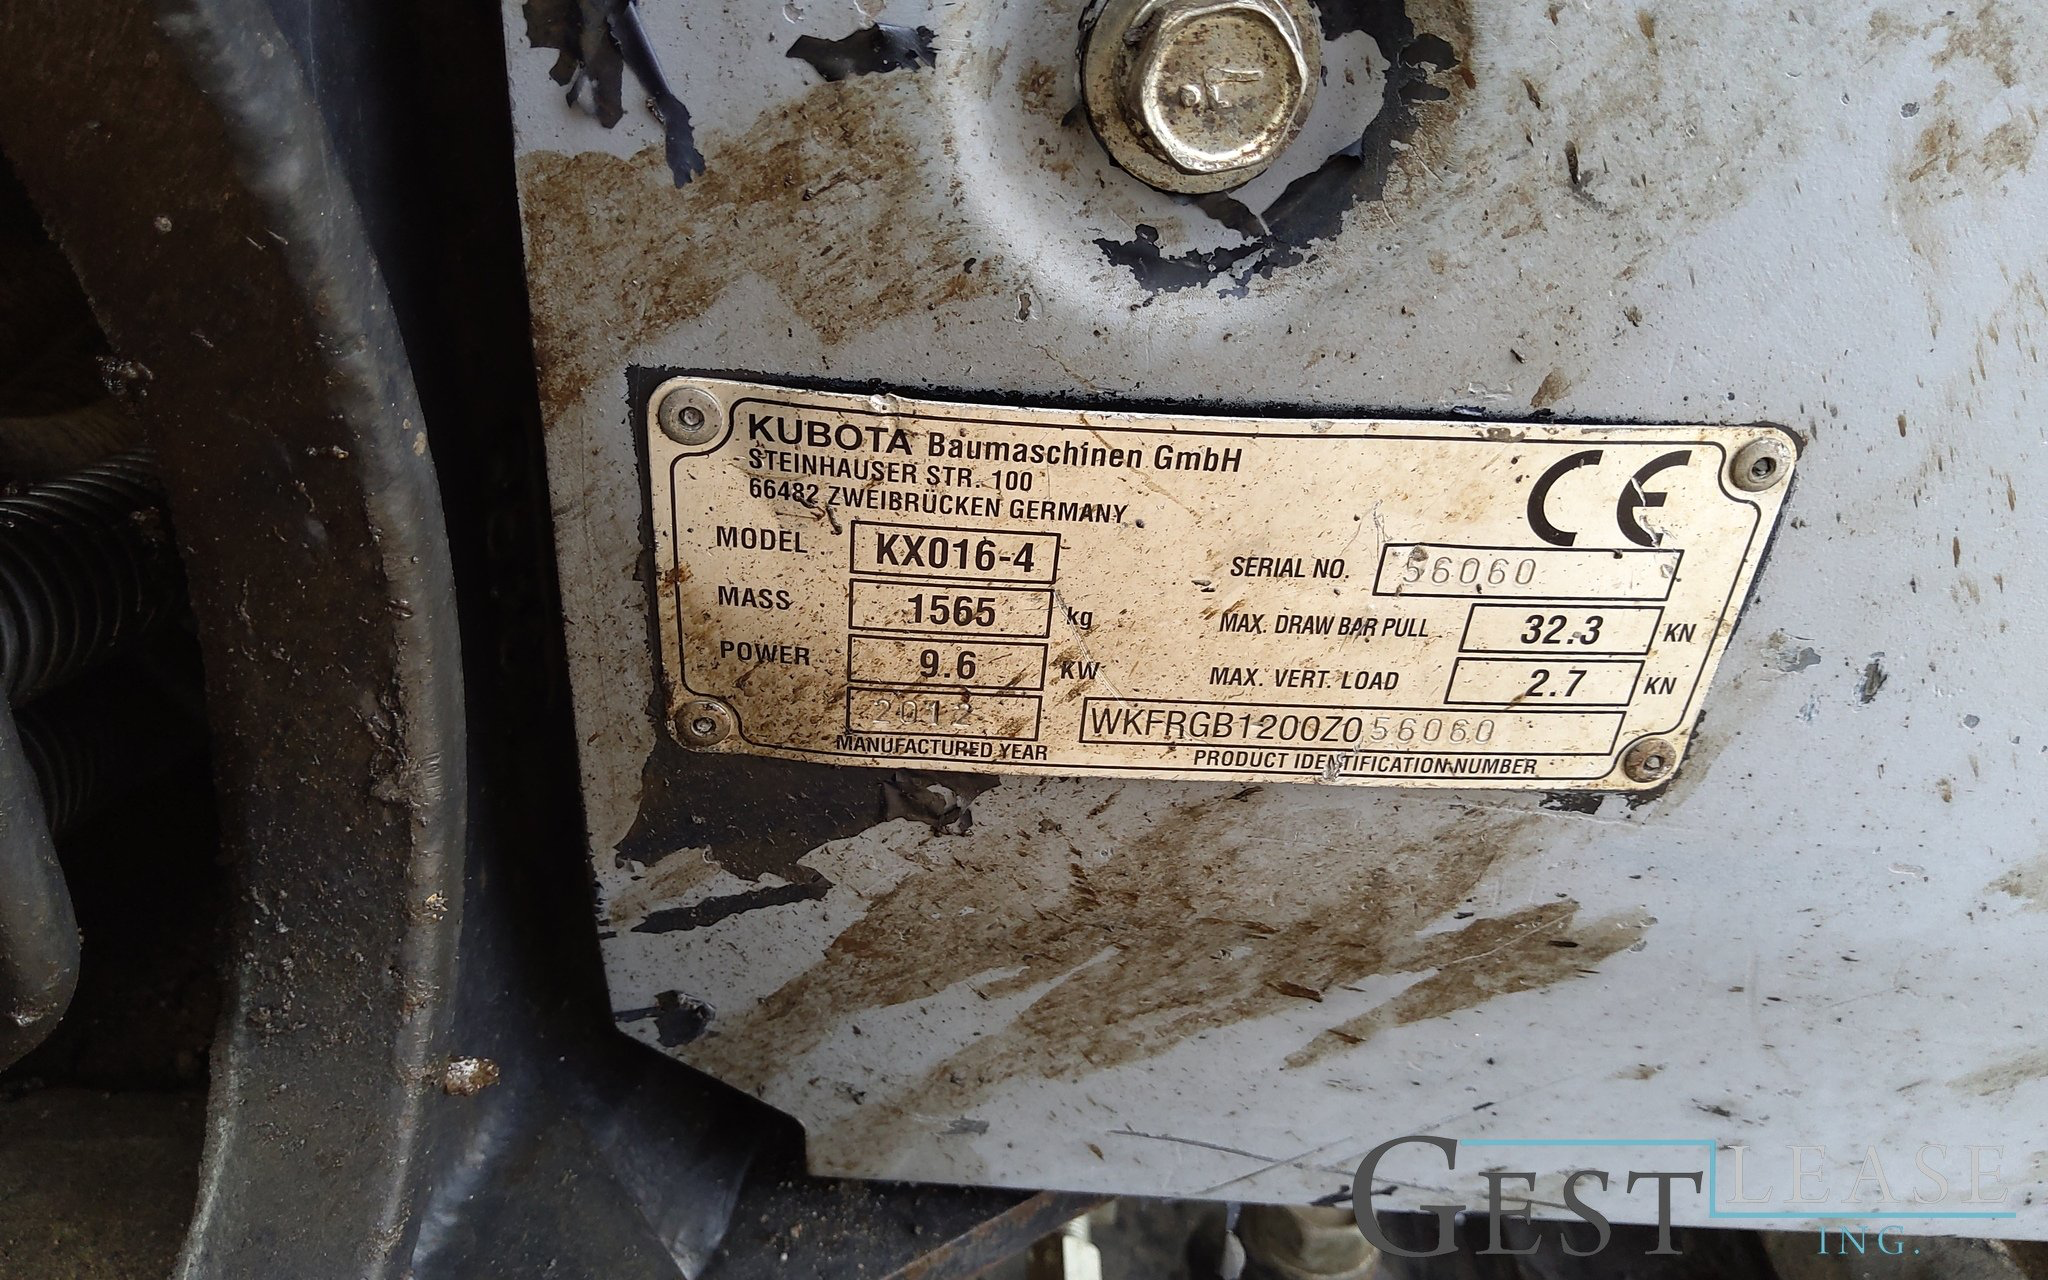 KUBOTA Baumaschinen GmbH
STEINHAUSER STR. 100
66482 ZWEIBRÜCKEN GERMANY
CE
MODEL KX016-4
SERIAL NO. 56060
MASS 1565 kg
MAX. DRAW BAR PULL 32.3 KN
POWER 9.6 KW
MAX. VERT. LOAD 2.7 KN
2012
MANUFACTURED YEAR
WKFRGB1200Z056060
PRODUCT IDENTIFICATION NUMBER
GEST LEASE
ING.